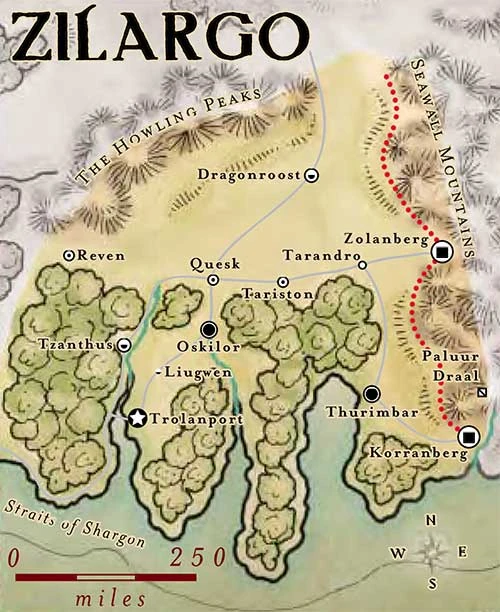 ZILARGO
THE HOWLING PEAKS
SEAWALL MOUNTAINS
Dragonroost
Zolanberg
Reven
Quesk
Tarandro
Tariston
Tzanthus
Oskilor
Paluur
Draal
-Liugwen
Trolanport
Thurimbar
Korranberg
Straits of Shargon
N
W E
S
0 250
miles